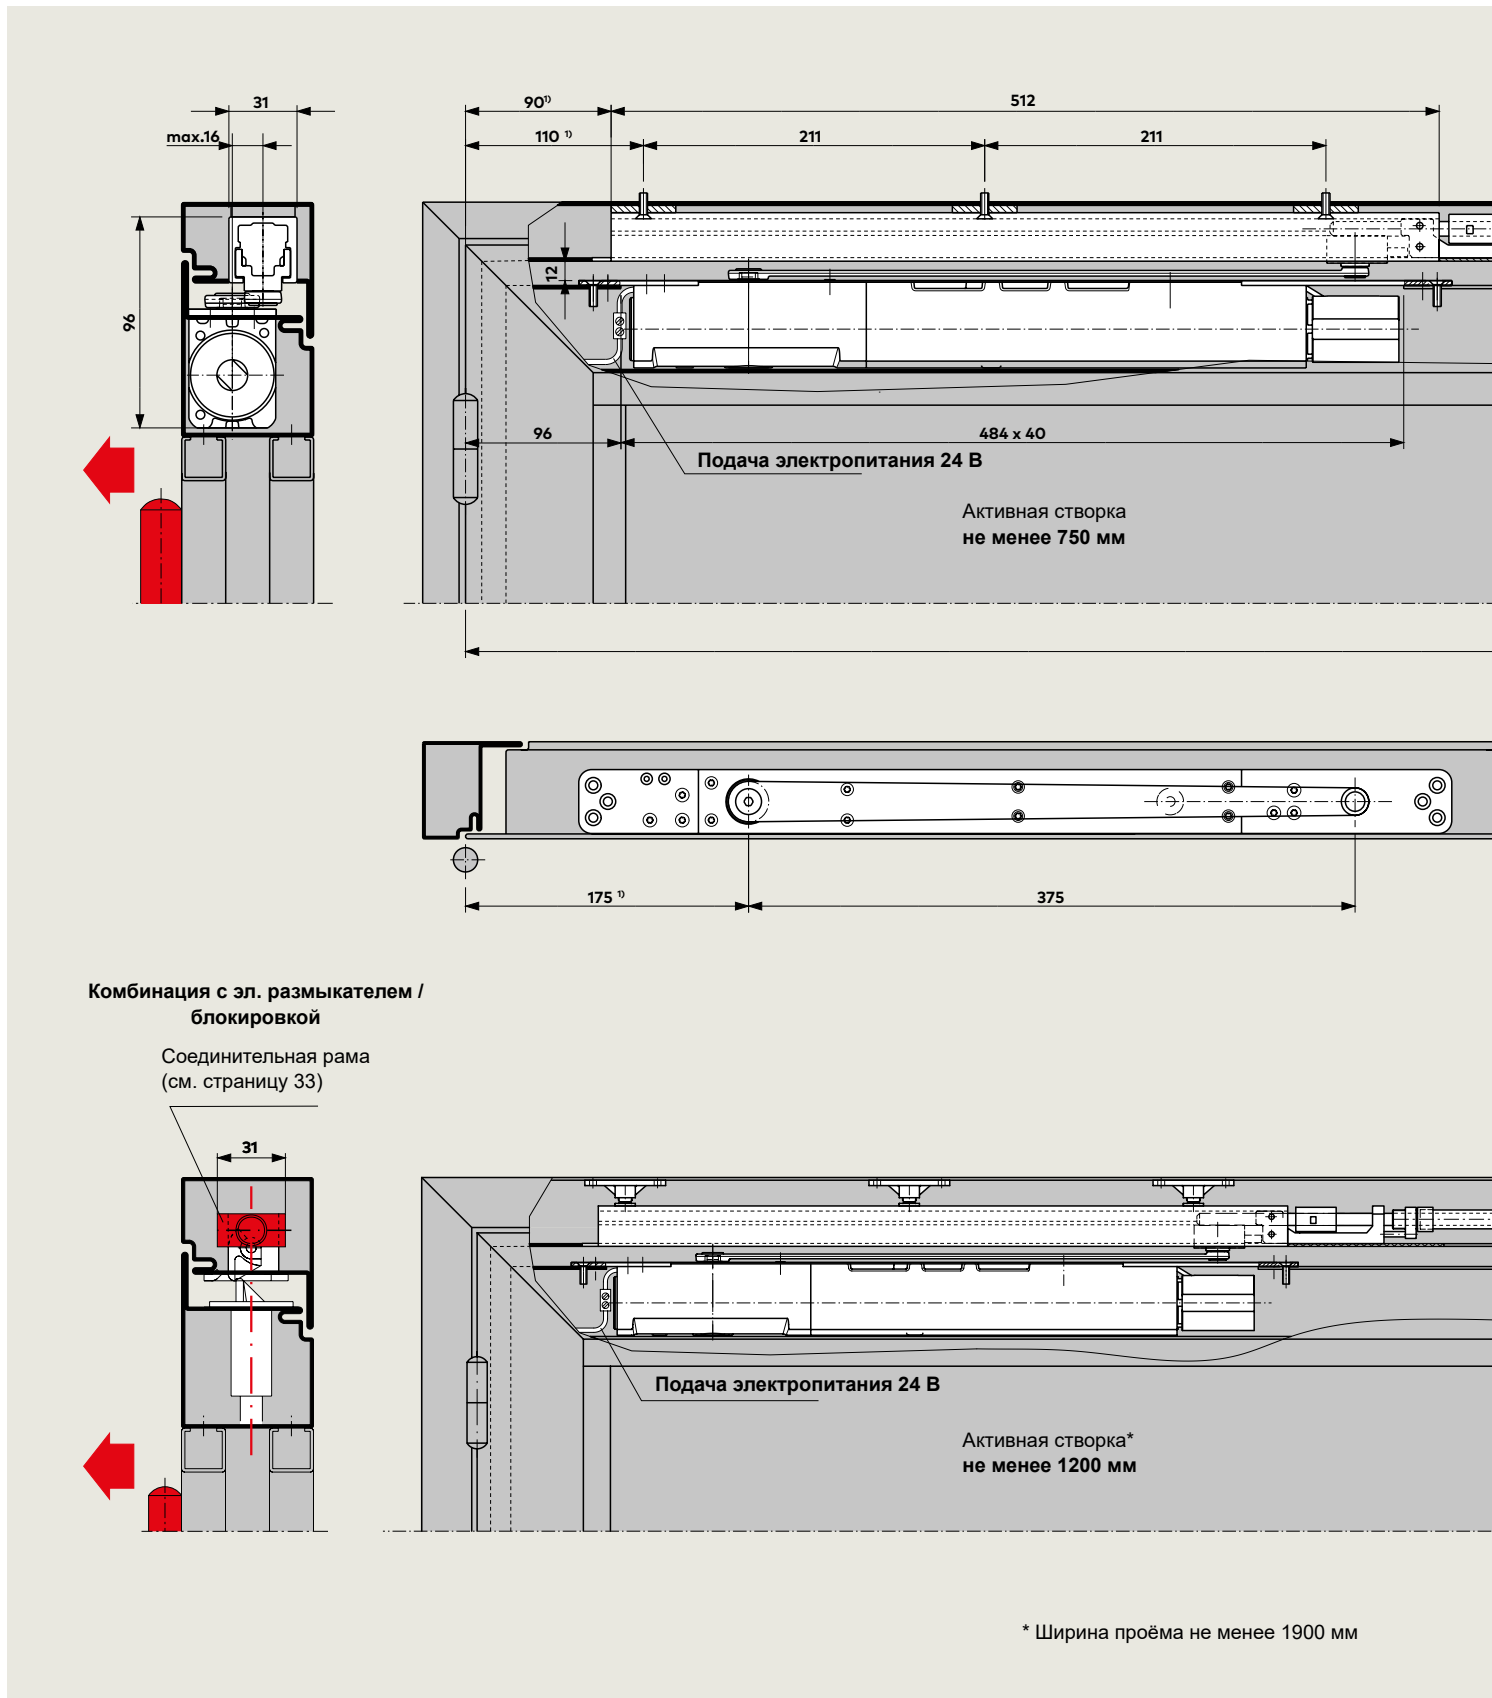 31
90¹⁾
512
max.16
110 ¹⁾
211
211
12
96
96
484 x 40
Подача электропитания 24 В
Активная створка
не менее 750 мм
175 ¹⁾
375
Комбинация с эл. размыкателем /
блокировкой
Соединительная рама
(см. страницу 33)
31
Подача электропитания 24 В
Активная створка*
не менее 1200 мм
* Ширина проёма не менее 1900 мм